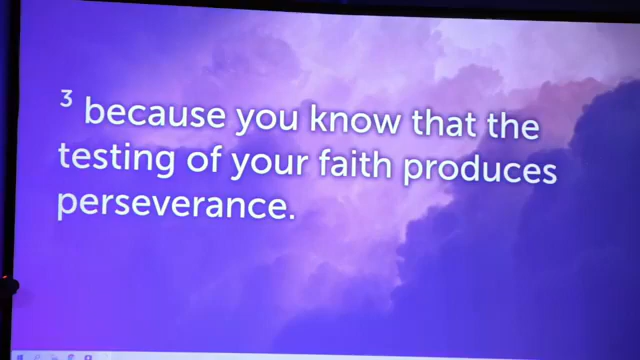 3 because you know that the
testing of your faith produces
perseverance.